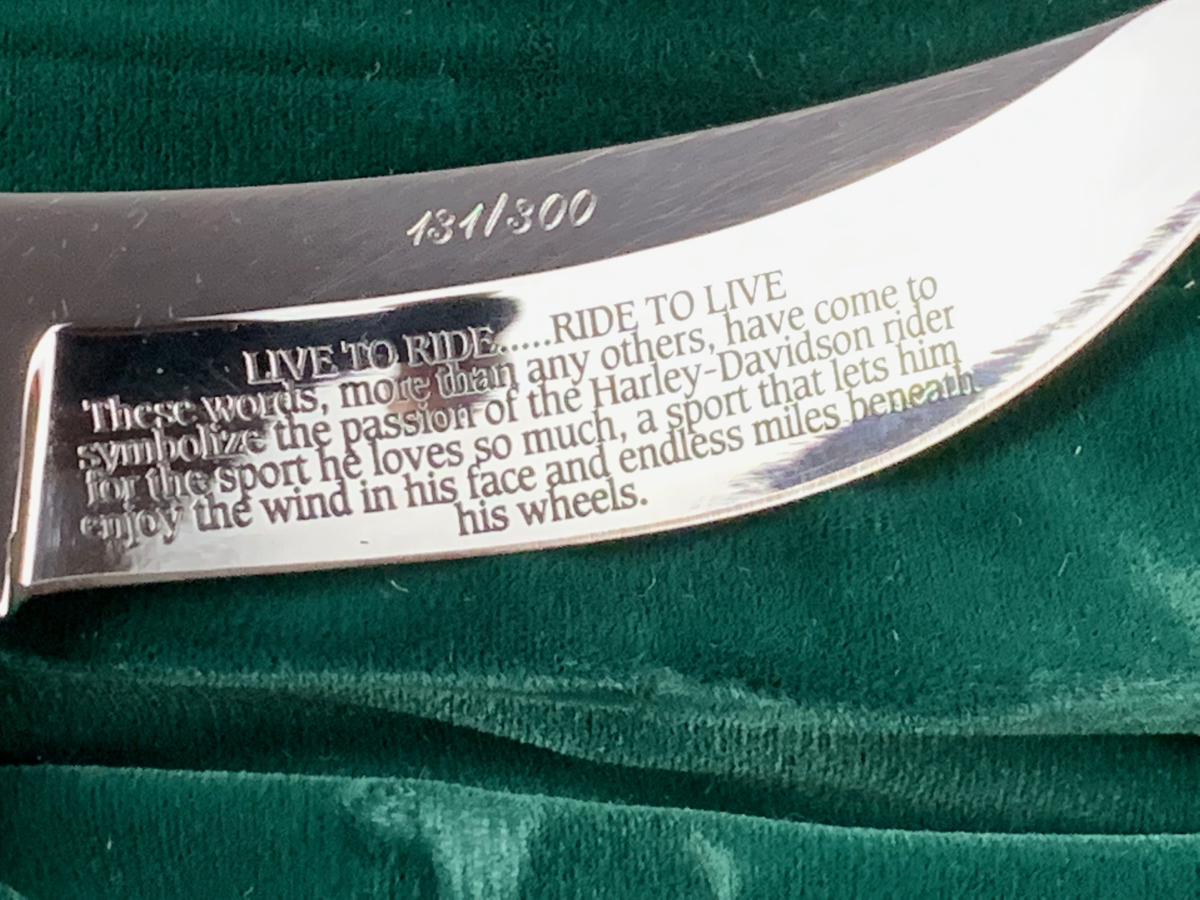 131/300
LIVE TO RIDE.....RIDE TO LIVE
These words, more than any others, have come to
symbolize the passion of the Harley-Davidson rider
for the sport he loves so much, a sport that lets him
enjoy the wind in his face and endless miles beneath
his wheels.